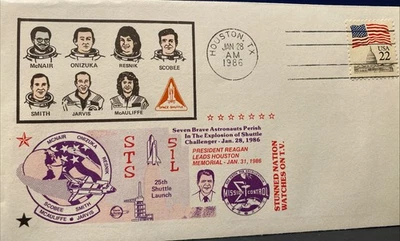 HOUSTON, TX
JAN 28
AM
1986
USA
22
McNAIR ONIZUKA RESNIK SCOBEE
SMITH JARVIS McAULIFFE
SPACE SHUTTLE
Seven Brave Astronauts Perish
In The Explosion of Shuttle
Challenger - Jan. 28, 1986
McNAIR ONIZUKA RESNIK
SCOBEE SMITH
McAULIFFE JARVIS
STS
51L
25th
Shuttle
Launch
PRESIDENT REAGAN
LEADS HOUSTON
MEMORIAL - JAN. 31, 1986
MISSION CONTROL
STUNNED NATION
WATCHES ON T.V.